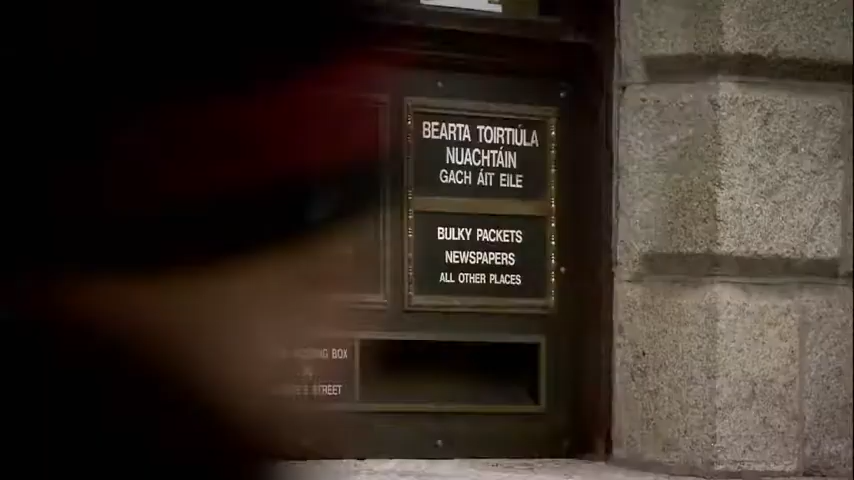 BEARTA TOIRTIÚLA
NUACHTÁIN
GACH ÁIT EILE
BULKY PACKETS
NEWSPAPERS
ALL OTHER PLACES
BOX
STREET